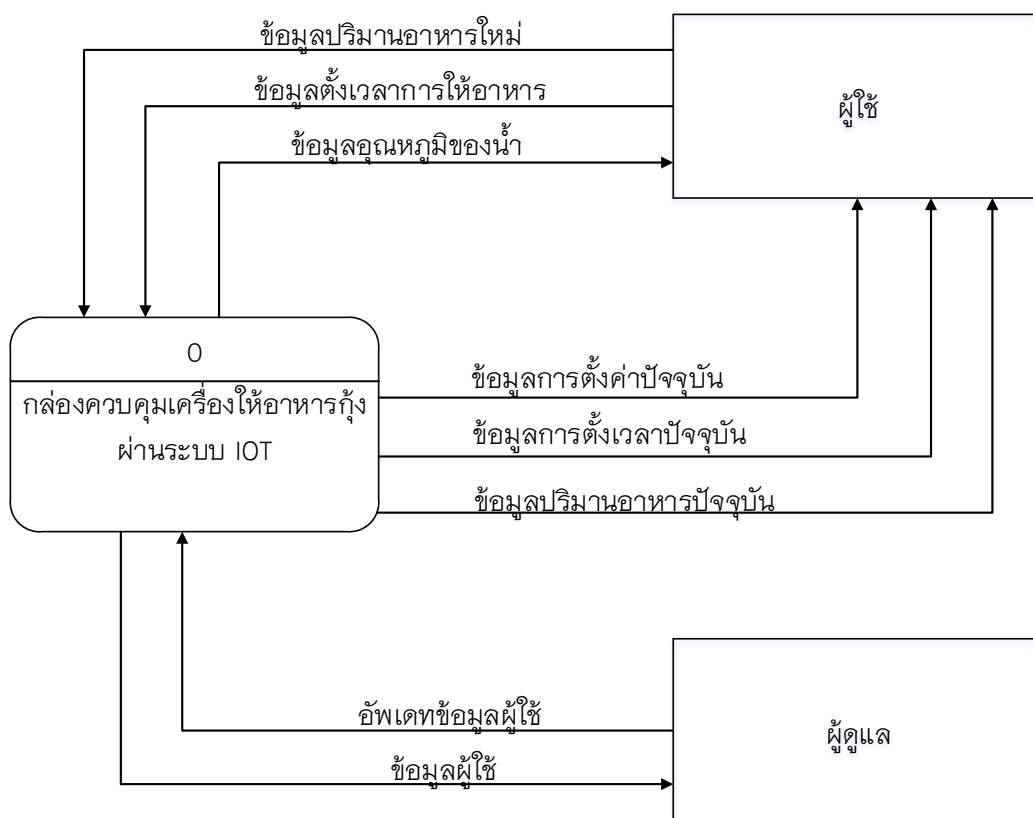 ข้อมูลปริมานอาหารใหม่
ข้อมูลตั้งเวลาการให้อาหาร
ข้อมูลอุณหภูมิของน้ำ
ผู้ใช้
0
กล่องควบคุมเครื่องให้อาหารกุ้ง
ผ่านระบบ IOT
ข้อมูลการตั้งค่าปัจจุบัน
ข้อมูลการตั้งเวลาปัจจุบัน
ข้อมูลปริมานอาหารปัจจุบัน
อัพเดทข้อมูลผู้ใช้
ข้อมูลผู้ใช้
ผู้ดูแล